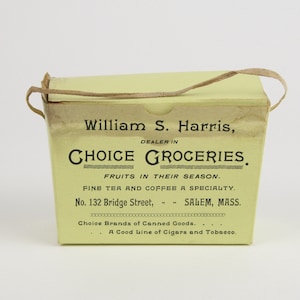 William S. Harris,
DEALER IN
CHOICE GROCERIES.
FRUITS IN THEIR SEASON.
FINE TEA AND COFFEE A SPECIALTY.
No. 132 Bridge Street, - - SALEM, MASS.
Choice Brands of Canned Goods. . . . .
. . A Good Line of Cigars and Tobacco.